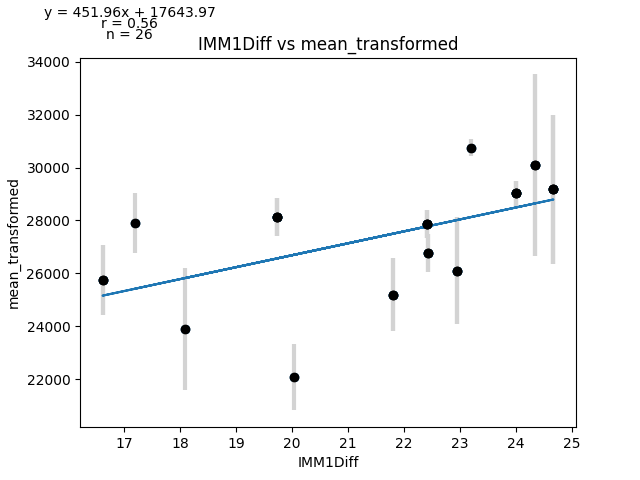 y = 451.96x + 17643.97
r = 0.56
n = 26
IMM1Diff vs mean_transformed
34000
32000
30000
28000
26000
24000
22000
mean_transformed
17 18 19 20 21 22 23 24 25
IMM1Diff